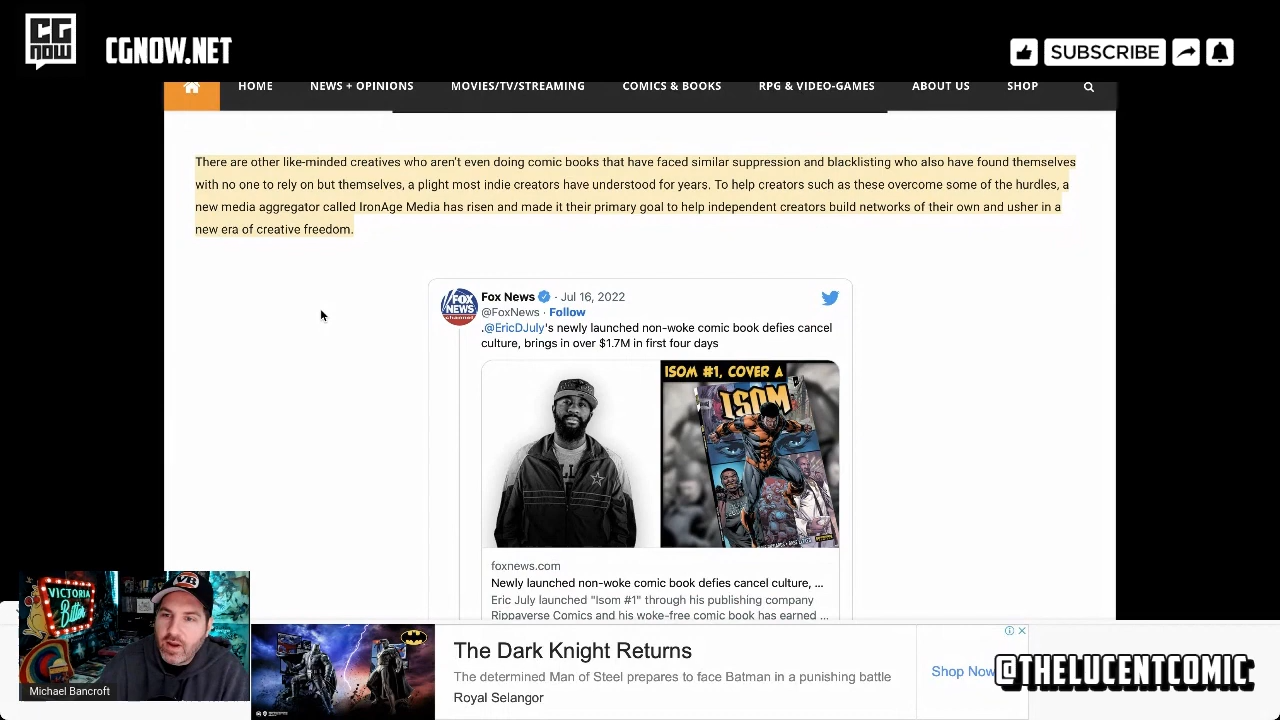 CG
NOW
CGNOW.NET
SUBSCRIBE
HOME
NEWS + OPINIONS
MOVIES/TV/STREAMING
COMICS & BOOKS
RPG & VIDEO-GAMES
ABOUT US
SHOP
There are other like-minded creatives who aren't even doing comic books that have faced similar suppression and blacklisting who also have found themselves
with no one to rely on but themselves, a plight most indie creators have understood for years. To help creators such as these overcome some of the hurdles, a
new media aggregator called IronAge Media has risen and made it their primary goal to help independent creators build networks of their own and usher in a
new era of creative freedom.
FOX
NEWS
channel
Fox News · Jul 16, 2022
@FoxNews · Follow
.@EricDJuly's newly launched non-woke comic book defies cancel
culture, brings in over $1.7M in first four days
ISOM #1, COVER A
ISOM
foxnews.com
Newly launched non-woke comic book defies cancel culture, ...
Eric July launched "Isom #1" through his publishing company
Rippaverse Comics and his woke-free comic book has earned ...
VICTORIA
Bitter
VB
Michael Bancroft
The Dark Knight Returns
The determined Man of Steel prepares to face Batman in a punishing battle
Royal Selangor
Shop Now
@THELUCENTCOMIC